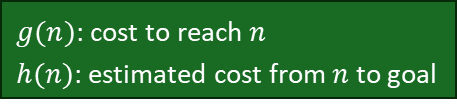 g(n): cost to reach n
h(n): estimated cost from n to goal